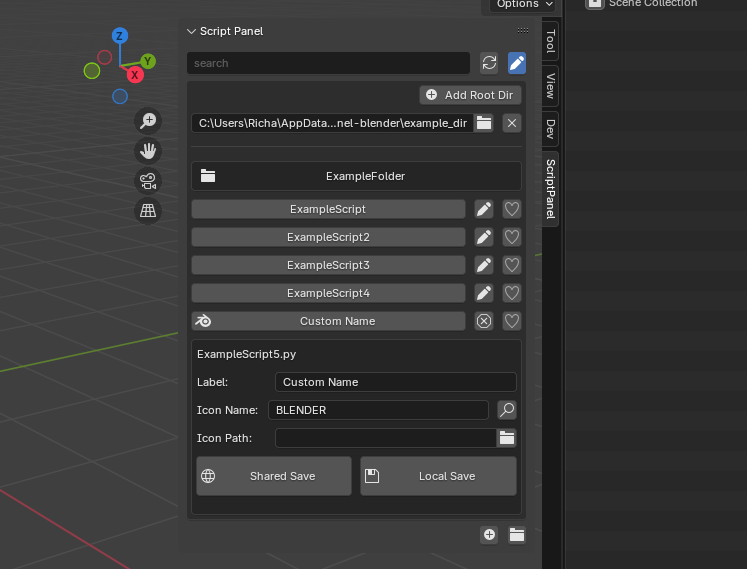 Options
Scene Collection
Script Panel
search
Add Root Dir
C:\Users\Richa\AppData...nel-blender\example_dir
ExampleFolder
ExampleScript
ExampleScript2
ExampleScript3
ExampleScript4
Custom Name
ExampleScript5.py
Label: Custom Name
Icon Name: BLENDER
Icon Path:
Shared Save Local Save
Z
Y
X
Tool
View
Dev
ScriptPanel